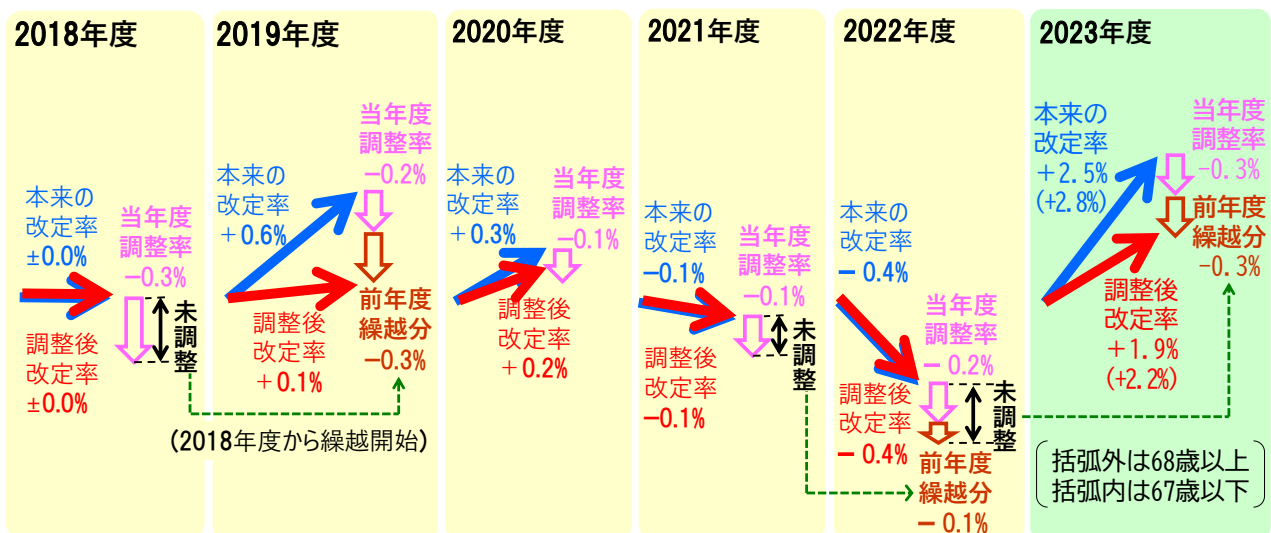 2018年度
本来の
改定率
±0.0%
当年度
調整率
−0.3%
未調整
調整後
改定率
±0.0%
(2018年度から繰越開始)
2019年度
当年度
調整率
−0.2%
本来の
改定率
＋0.6%
調整後
改定率
＋0.1%
前年度
繰越分
−0.3%
2020年度
本来の
改定率
＋0.3%
当年度
調整率
−0.1%
調整後
改定率
＋0.2%
2021年度
本来の
改定率
−0.1%
当年度
調整率
−0.1%
未調整
調整後
改定率
−0.1%
2022年度
本来の
改定率
− 0.4%
当年度
調整率
− 0.2%
未調整
調整後
改定率
− 0.4%
前年度
繰越分
− 0.1%
2023年度
本来の
改定率
＋2.5%
(+2.8%)
当年度
調整率
−0.3%
前年度
繰越分
−0.3%
調整後
改定率
＋1.9%
(+2.2%)
括弧外は68歳以上
括弧内は67歳以下